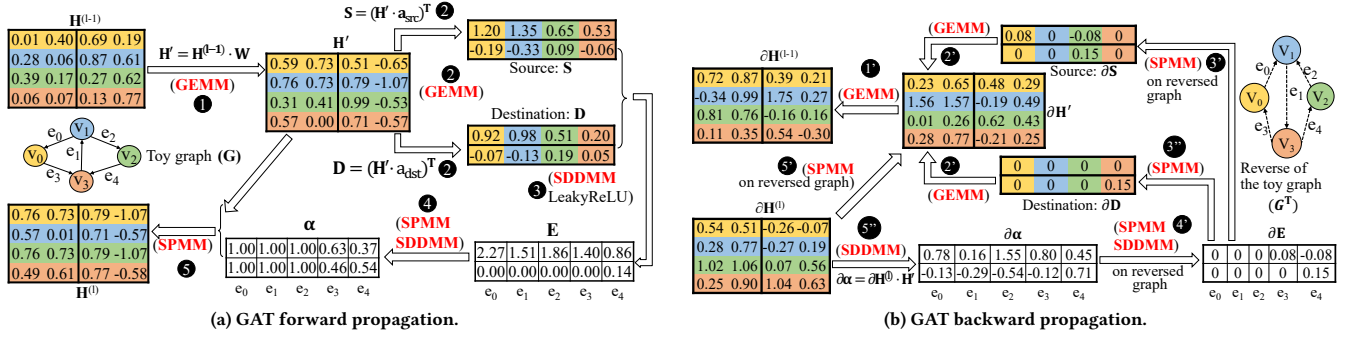 H(l-1)
0.01 0.40 0.69 0.19
0.28 0.06 0.87 0.61
0.39 0.17 0.27 0.62
0.06 0.07 0.13 0.77
H' = H(l-1) · W
(GEMM)
1
H'
0.59 0.73 0.51 -0.65
0.76 0.73 0.79 -1.07
0.31 0.41 0.99 -0.53
0.57 0.00 0.71 -0.57
S = (H' · asrc)T 2
2
(GEMM)
D = (H' · adst)T 2
1.20 1.35 0.65 0.53
-0.19 -0.33 0.09 -0.06
Source: S
Destination: D
0.92 0.98 0.51 0.20
-0.07 -0.13 0.19 0.05
3 (SDDMM
LeakyReLU)
V1
e0 e2
V0 e1 V2
e3 e4
V3
Toy graph (G)
0.76 0.73 0.79 -1.07
0.57 0.01 0.71 -0.57
0.76 0.73 0.79 -1.07
0.49 0.61 0.77 -0.58
H(l)
(SPMM)
5
α
1.00 1.00 1.00 0.63 0.37
1.00 1.00 1.00 0.46 0.54
e0 e1 e2 e3 e4
4
(SPMM
SDDMM)
E
2.27 1.51 1.86 1.40 0.86
0.00 0.00 0.00 0.00 0.14
e0 e1 e2 e3 e4
(a) GAT forward propagation.
∂H(l-1)
0.72 0.87 0.39 0.21
-0.34 0.99 1.75 0.27
0.81 0.76 -0.16 0.16
0.11 0.35 0.54 -0.30
1'
(GEMM)
2'
(GEMM)
0.23 0.65 0.48 0.29
1.56 1.57 -0.19 0.49
0.01 0.26 0.62 0.43
0.28 0.77 -0.21 0.25
∂H'
0.08 0 -0.08 0
0 0 0.15 0
Source: ∂S
3'
(SPMM)
on reversed
graph
V1
e0 e2
V0 e1 V2
e3 e4
V3
Reverse of
the toy graph
(GT)
5' (SPMM
on reversed graph)
2'
(GEMM)
0 0 0 0
0 0 0 0.15
Destination: ∂D
3''
(SPMM)
∂H(l)
0.54 0.51 -0.26 -0.07
0.28 0.77 -0.27 0.19
1.02 1.06 0.07 0.56
0.25 0.90 1.04 0.63
5''
(SDDMM)
∂α = ∂H(l) · H'
∂α
0.78 0.16 1.55 0.80 0.45
-0.13 -0.29 -0.54 -0.12 0.71
e0 e1 e2 e3 e4
(SPMM 4'
SDDMM)
on reversed
graph
∂E
0 0 0 0.08 -0.08
0 0 0 0 0.15
e0 e1 e2 e3 e4
(b) GAT backward propagation.